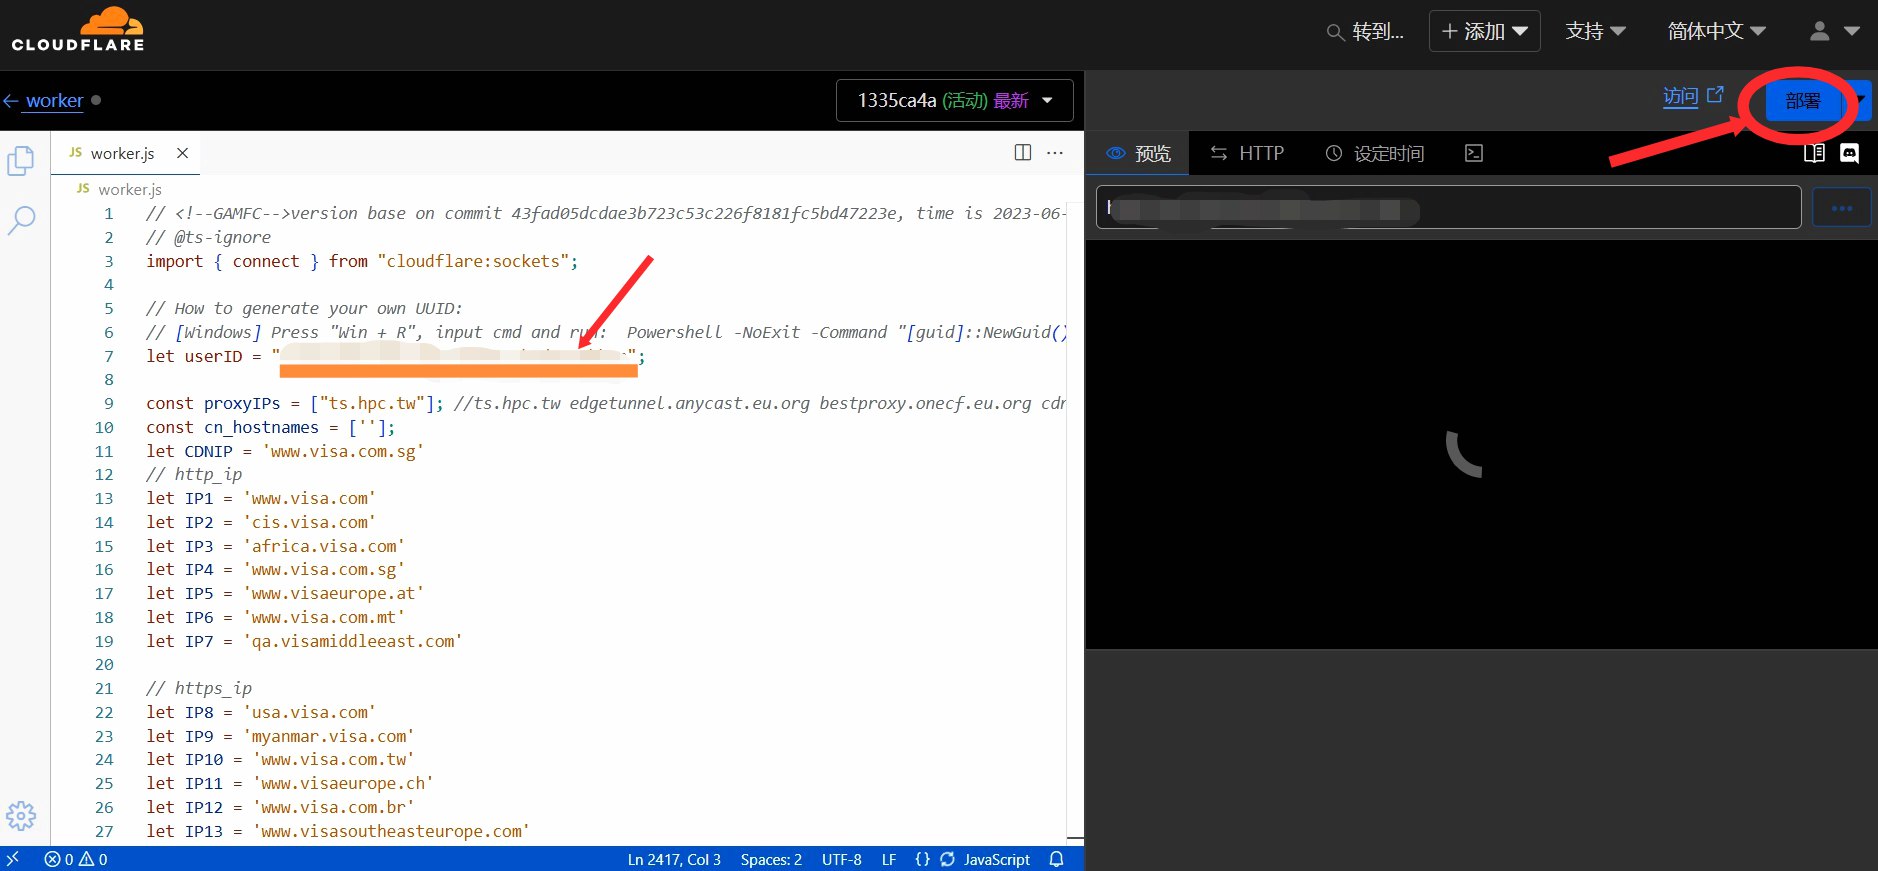 CLOUDFLARE
转到...
添加
支持
简体中文
worker
1335ca4a (活动) 最新
访问
部署
JS worker.js
预览
HTTP
设定时间
JS worker.js
1 // <!--GAMFC-->version base on commit 43fad05dcdae3b723c53c226f8181fc5bd47223e, time is 2023-06-
2 // @ts-ignore
3 import { connect } from "cloudflare:sockets";
4
5 // How to generate your own UUID:
6 // [Windows] Press "Win + R", input cmd and run: Powershell -NoExit -Command "[guid]::NewGuid()
7 let userID = "";
8
9 const proxyIPs = ["ts.hpc.tw"]; //ts.hpc.tw edgetunnel.anycast.eu.org bestproxy.onecf.eu.org cdn
10 const cn_hostnames = [''];
11 let CDNIP = 'www.visa.com.sg'
12 // http_ip
13 let IP1 = 'www.visa.com'
14 let IP2 = 'cis.visa.com'
15 let IP3 = 'africa.visa.com'
16 let IP4 = 'www.visa.com.sg'
17 let IP5 = 'www.visaeurope.at'
18 let IP6 = 'www.visa.com.mt'
19 let IP7 = 'qa.visamiddleeast.com'
20
21 // https_ip
22 let IP8 = 'usa.visa.com'
23 let IP9 = 'myanmar.visa.com'
24 let IP10 = 'www.visa.com.tw'
25 let IP11 = 'www.visaeurope.ch'
26 let IP12 = 'www.visa.com.br'
27 let IP13 = 'www.visasoutheasteurope.com'
0 0
Ln 2417, Col 3
Spaces: 2
UTF-8
LF
{}
JavaScript